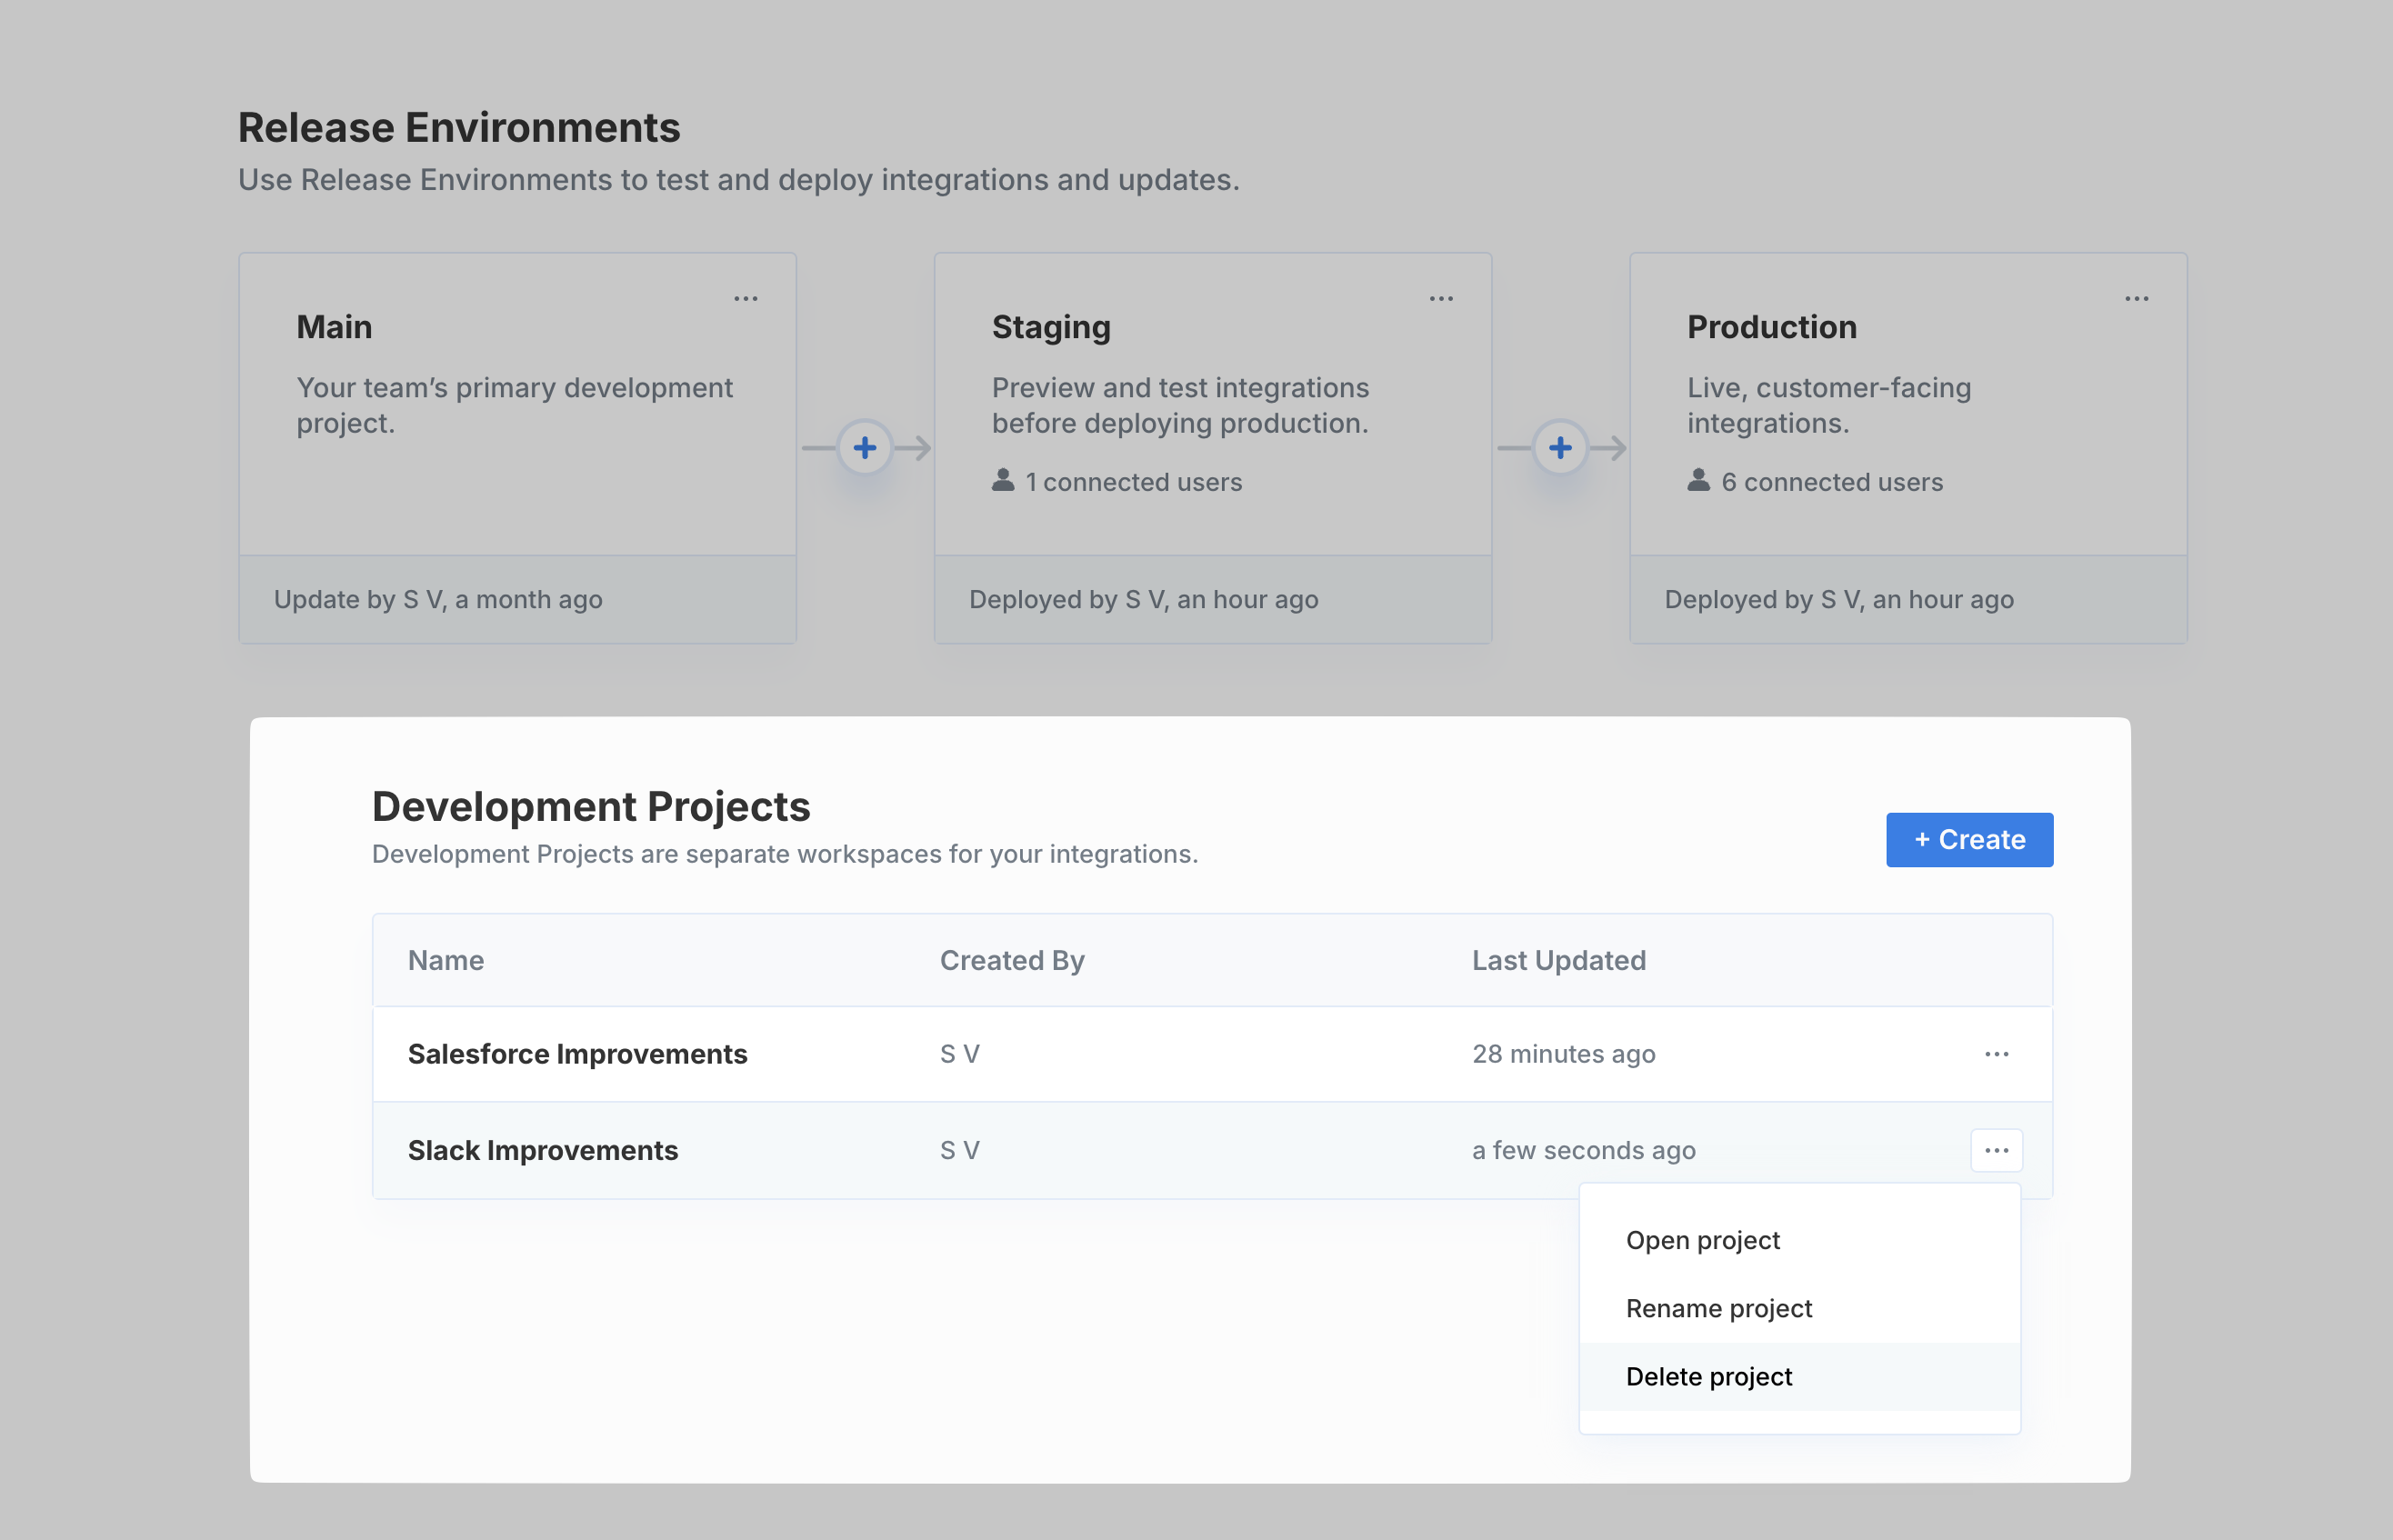 Release Environments
Use Release Environments to test and deploy integrations and updates.
Main
Your team’s primary development
project.
Update by S V, a month ago
Staging
Preview and test integrations
before deploying production.
1 connected users
Deployed by S V, an hour ago
Production
Live, customer-facing
integrations.
6 connected users
Deployed by S V, an hour ago
Development Projects
Development Projects are separate workspaces for your integrations.
+ Create
Name Created By Last Updated
Salesforce Improvements S V 28 minutes ago
Slack Improvements S V a few seconds ago
Open project
Rename project
Delete project